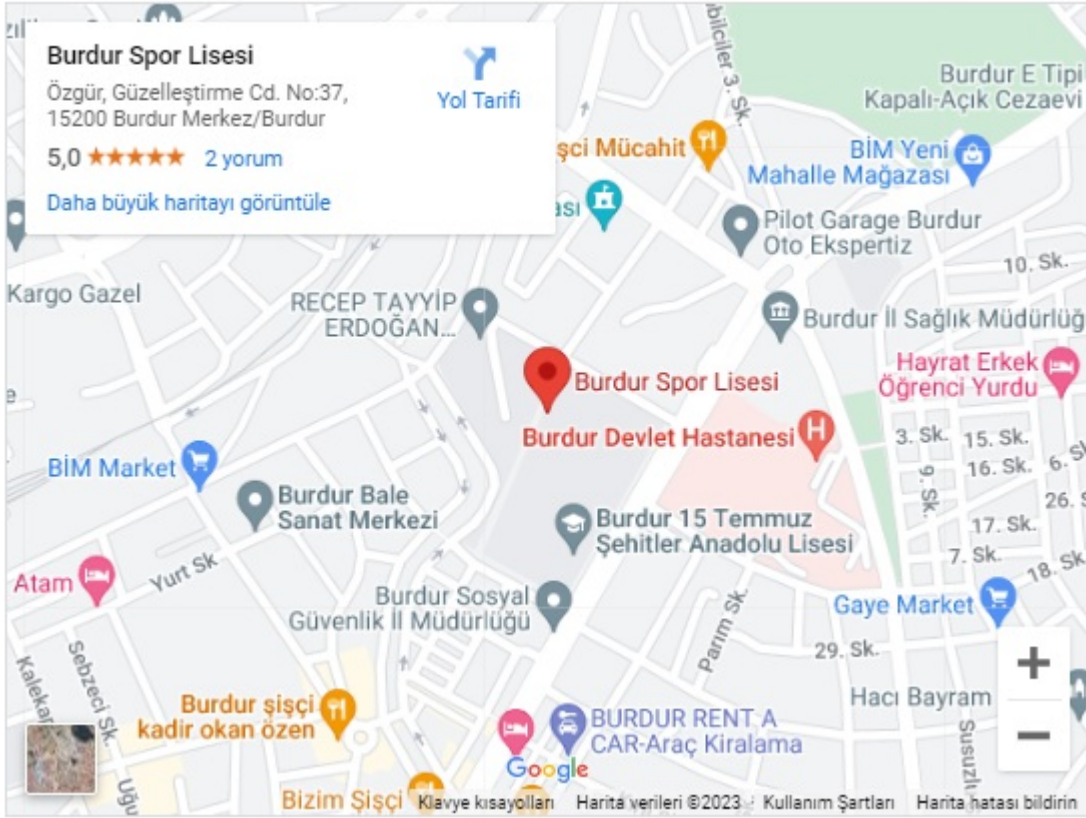 Burdur Spor Lisesi
Özgür, Güzelleştirme Cd. No:37,
15200 Burdur Merkez/Burdur
5,0
2 yorum
Daha büyük haritayı görüntüle
Yol Tarifi
Burdur E Tipi
Kapalı-Açık Cezaevi
şçi Mücahit
BİM Yeni
Mahalle Mağazası
ası
Pilot Garage Burdur
Oto Ekspertiz
10. Sk.
Kargo Gazel
RECEP TAYYİP
ERDOĞAN...
Burdur İl Sağlık Müdürlüğ
Burdur Spor Lisesi
Hayrat Erkek
Öğrenci Yurdu
Burdur Devlet Hastanesi
3. Sk.
15. Sk.
16. Sk.
9. Sk.
17. Sk.
7. Sk.
18. Sk
BİM Market
Burdur Bale
Sanat Merkezi
Burdur 15 Temmuz
Şehitler Anadolu Lisesi
Atam
Yurt Sk
Burdur Sosyal
Güvenlik İl Müdürlüğü
Gaye Market
Parım Sk.
29. Sk.
Sebzeci Sk.
Hacı Bayram
Burdur şişçi
kadir okan özen
BURDUR RENT A
CAR-Araç Kiralama
Google
Bizim Şişçi
Klavye kısayolları
Harita verileri ©2023
Kullanım Şartları
Harita hatası bildirin